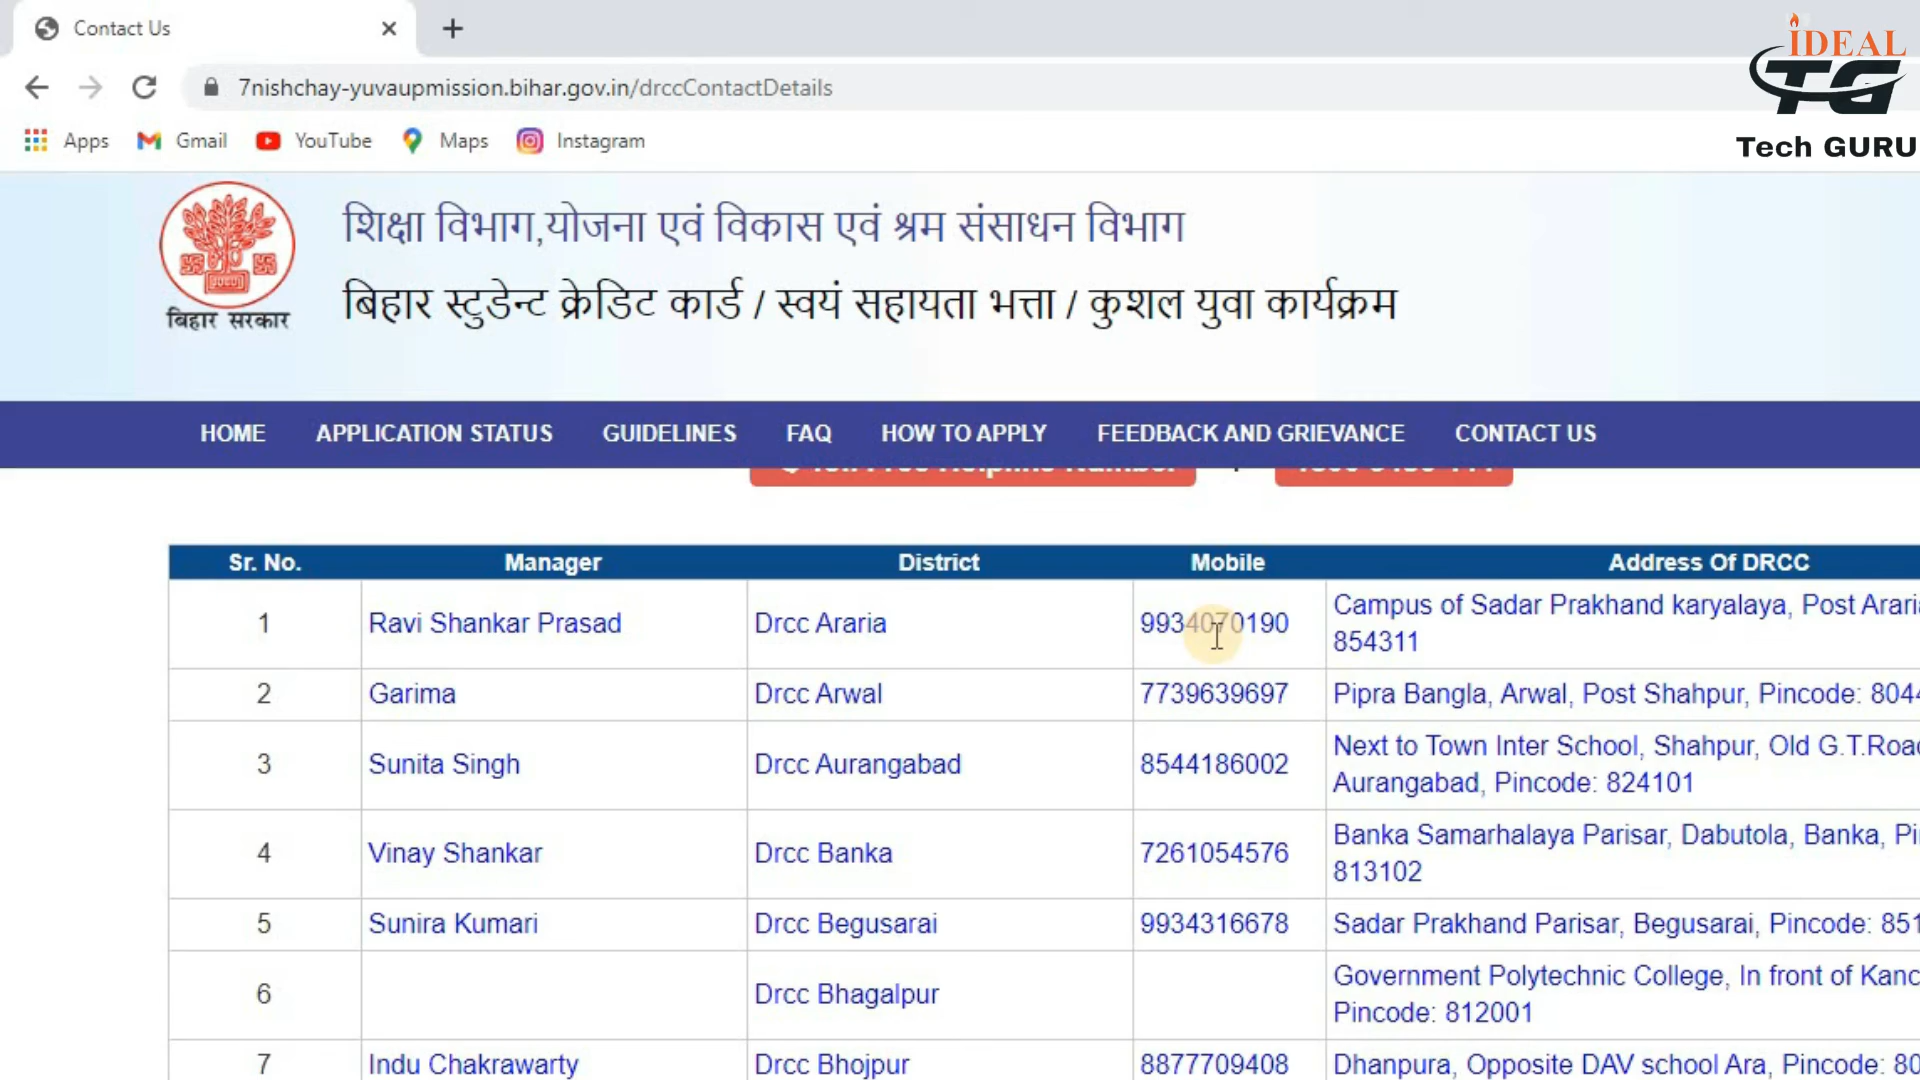 Contact Us
7nishchay-yuvaupmission.bihar.gov.in/drccContactDetails
Apps Gmail YouTube Maps Instagram
IDEAL
TG
Tech GURU
बिहार सरकार
शिक्षा विभाग,योजना एवं विकास एवं श्रम संसाधन विभाग
बिहार स्टुडेन्ट क्रेडिट कार्ड / स्वयं सहायता भत्ता / कुशल युवा कार्यक्रम
HOME APPLICATION STATUS GUIDELINES FAQ HOW TO APPLY FEEDBACK AND GRIEVANCE CONTACT US
Sr. No. Manager District Mobile Address Of DRCC
1 Ravi Shankar Prasad Drcc Araria 9934070190 Campus of Sadar Prakhand karyalaya, Post Arari
854311
2 Garima Drcc Arwal 7739639697 Pipra Bangla, Arwal, Post Shahpur, Pincode: 804
3 Sunita Singh Drcc Aurangabad 8544186002 Next to Town Inter School, Shahpur, Old G.T.Roa
Aurangabad, Pincode: 824101
4 Vinay Shankar Drcc Banka 7261054576 Banka Samarhalaya Parisar, Dabutola, Banka, Pi
813102
5 Sunira Kumari Drcc Begusarai 9934316678 Sadar Prakhand Parisar, Begusarai, Pincode: 851
6 Drcc Bhagalpur Government Polytechnic College, In front of Kanc
Pincode: 812001
7 Indu Chakrawarty Drcc Bhojpur 8877709408 Dhanpura, Opposite DAV school Ara, Pincode: 80